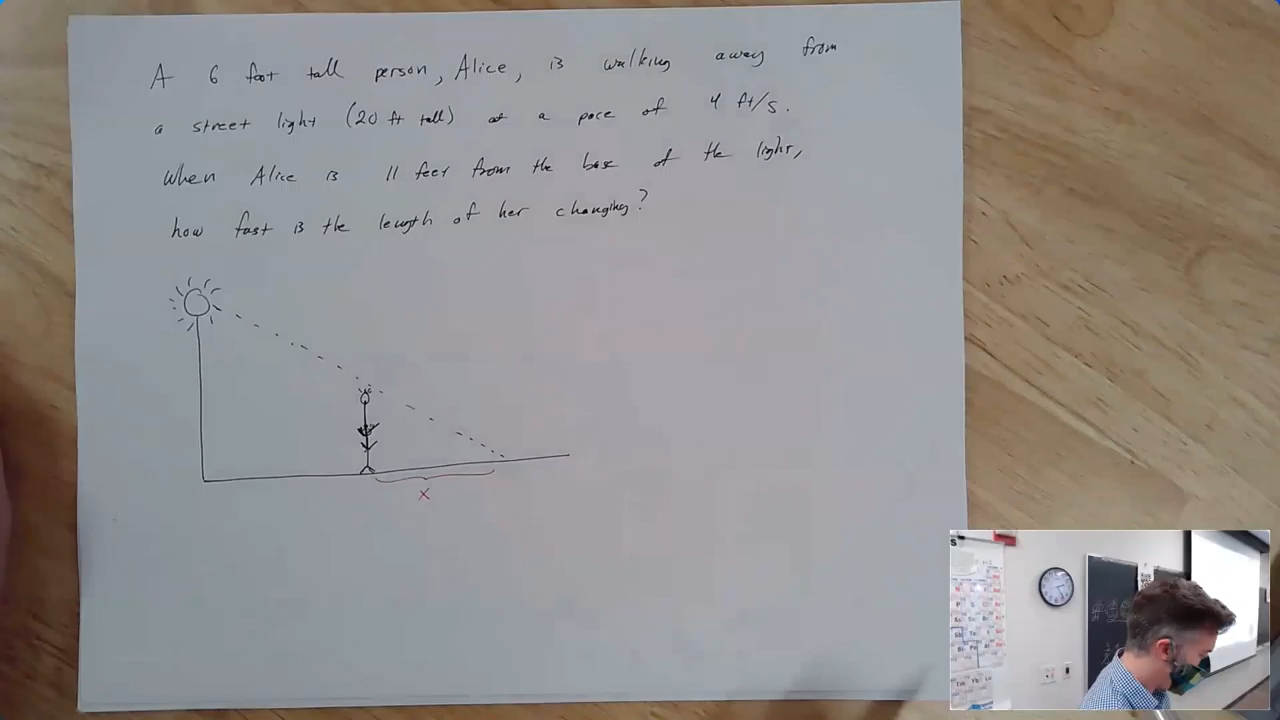 A 6 foot tall person, Alice, is walking away from
a street light (20 ft tall) at a pace of 4 ft/s.
When Alice is 11 feet from the base of the light,
how fast is the length of her changing?
x